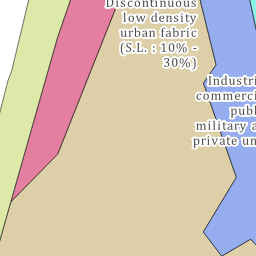 Discontinuous
low density
urban fabric
(S.L. : 10% -
30%)
Industri
commerci
publ
military a
private un